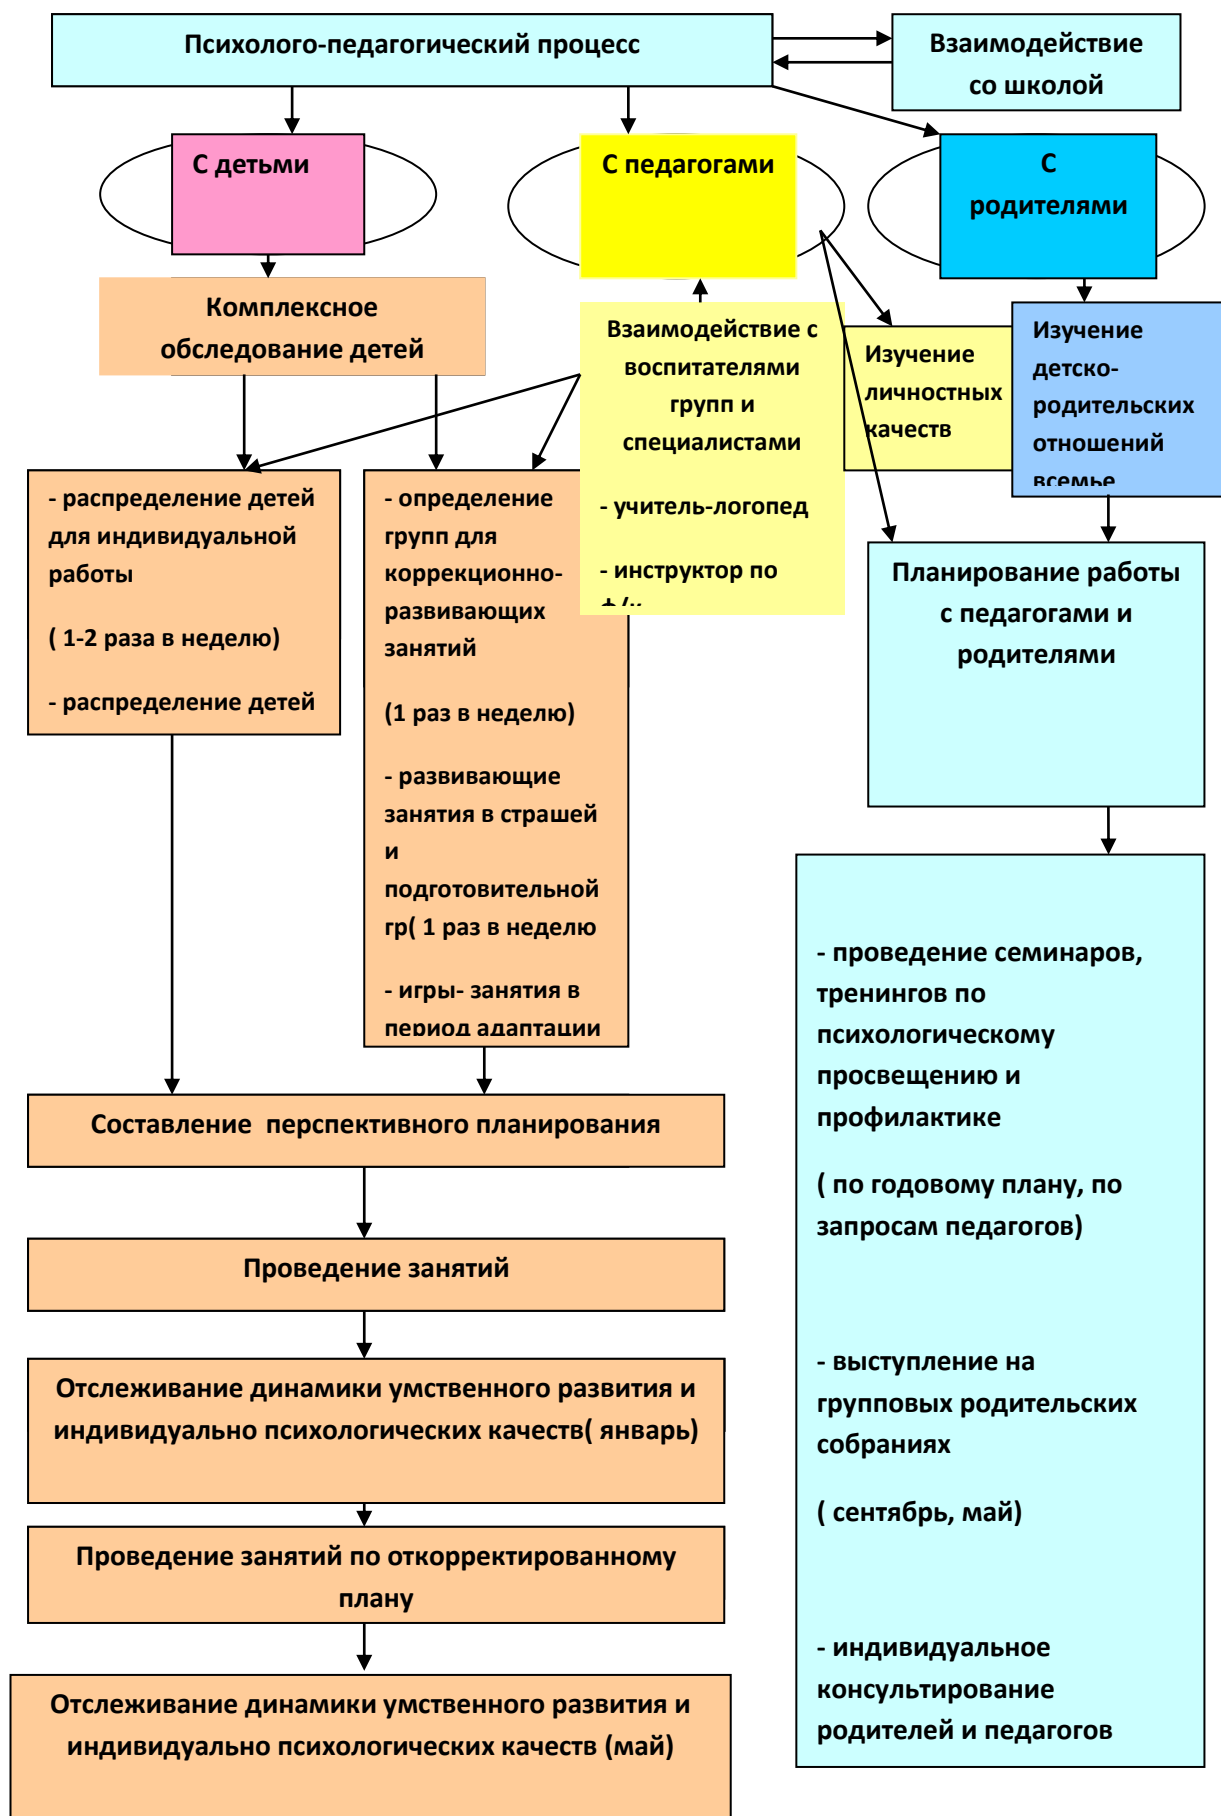 Психолого-педагогический процесс
Взаимодействие
со школой
С детьми
С педагогами
С
родителями
Комплексное
обследование детей
Взаимодействие с
воспитателями
групп и
специалистами
- учитель-логопед
- инструктор по
ф/к
Изучение
личностных
качеств
Изучение
детско-
родительских
отношений
всемье
- распределение детей
для индивидуальной
работы
( 1-2 раза в неделю)
- распределение детей
- определение
групп для
коррекционно-
развивающих
занятий
(1 раз в неделю)
- развивающие
занятия в страшей
и
подготовительной
гр( 1 раз в неделю
- игры- занятия в
период адаптации
Планирование работы
с педагогами и
родителями
- проведение семинаров,
тренингов по
психологическому
просвещению и
профилактике
( по годовому плану, по
запросам педагогов)
- выступление на
групповых родительских
собраниях
( сентябрь, май)
- индивидуальное
консультирование
родителей и педагогов
Составление  перспективного планирования
Проведение занятий
Отслеживание динамики умственного развития и
индивидуально психологических качеств( январь)
Проведение занятий по откорректированному
плану
Отслеживание динамики умственного развития и
индивидуально психологических качеств (май)